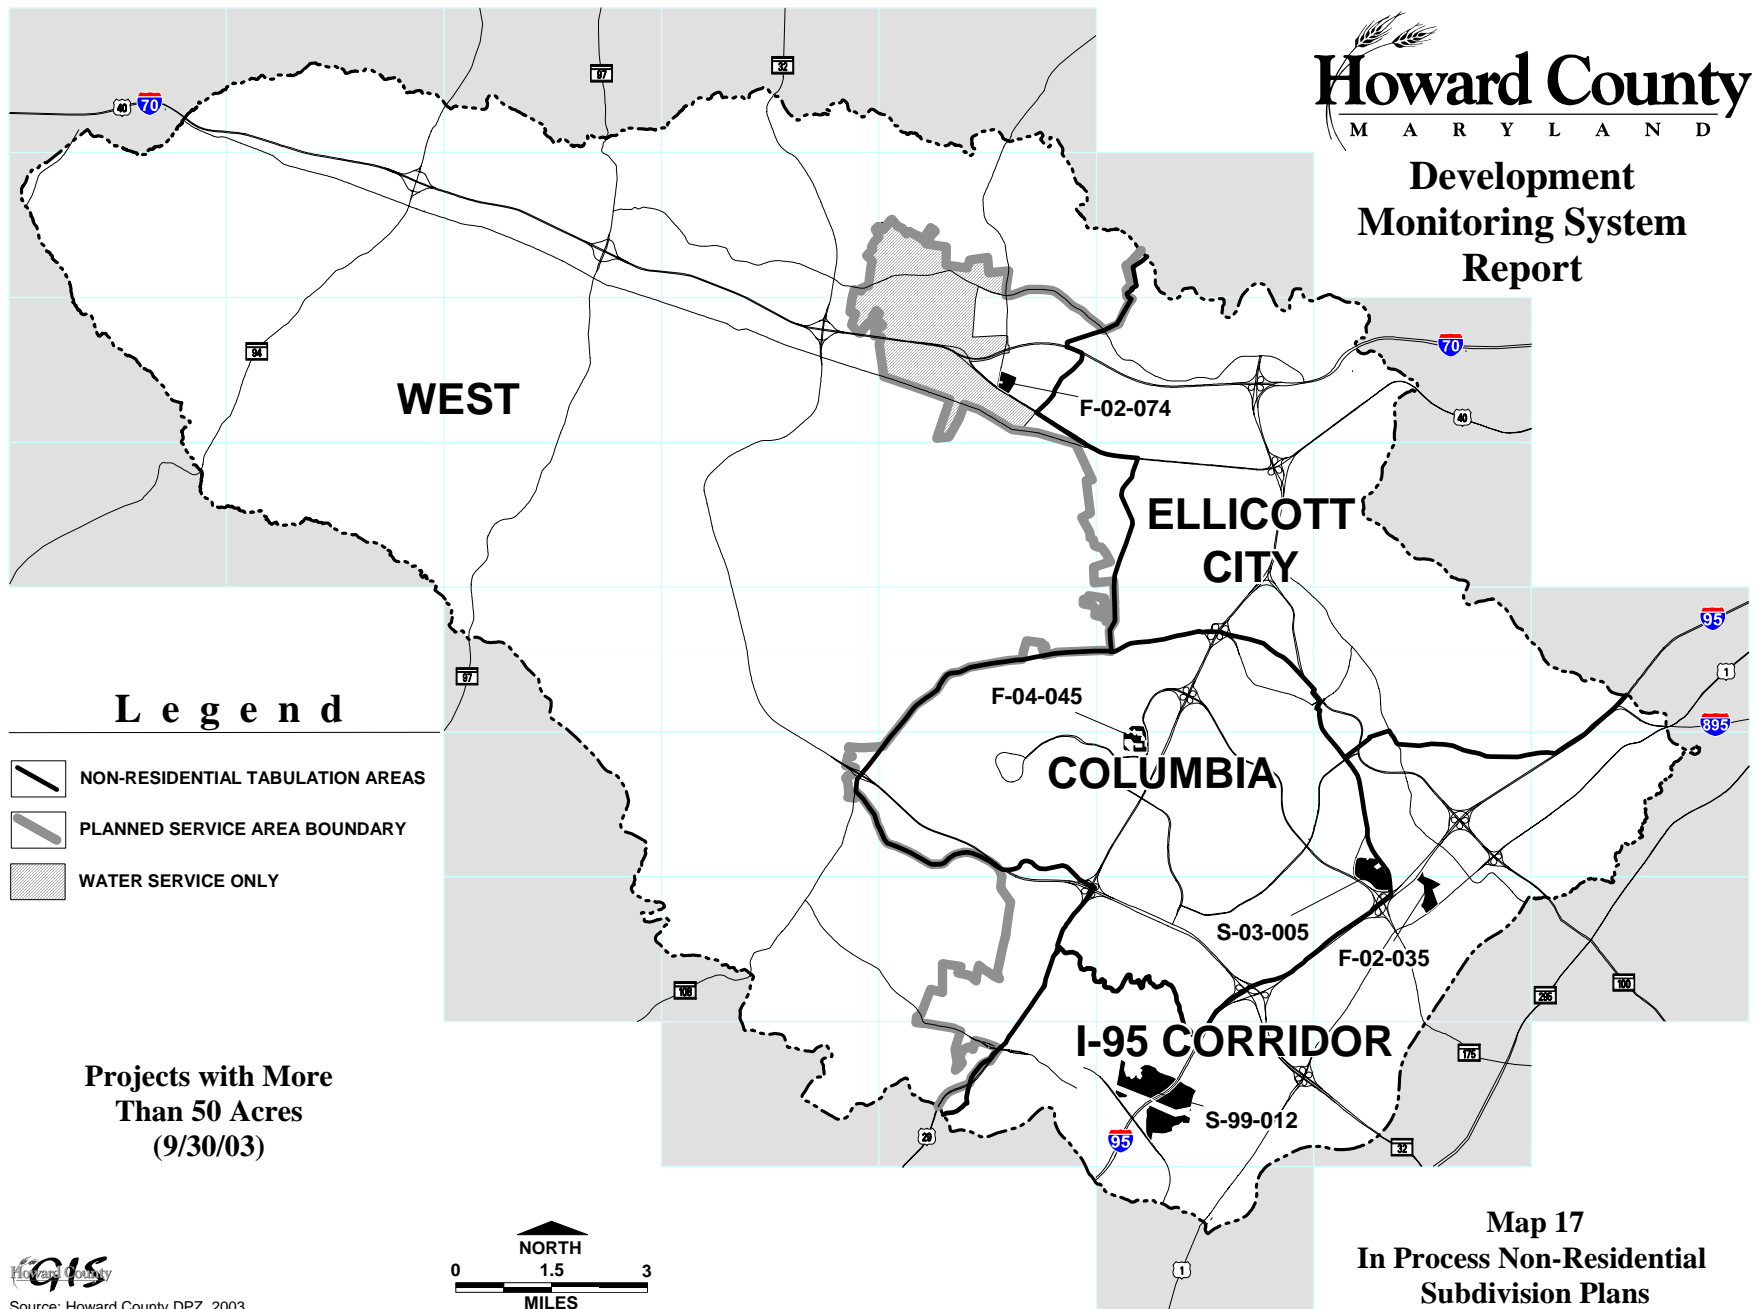 Howard County
MARYLAND
Development
Monitoring System
Report
97
32
40
70
94
WEST
F-02-074
70
40
ELLICOTT
CITY
95
1
895
97
F-04-045
COLUMBIA
S-03-005
F-02-035
108
100
295
175
I-95 CORRIDOR
S-99-012
95
29
32
1
Legend
NON-RESIDENTIAL TABULATION AREAS
PLANNED SERVICE AREA BOUNDARY
WATER SERVICE ONLY
Projects with More
Than 50 Acres
(9/30/03)
NORTH
0 1.5 3
MILES
GIS
Howard County
Source: Howard County DPZ, 2003
Map 17
In Process Non-Residential
Subdivision Plans